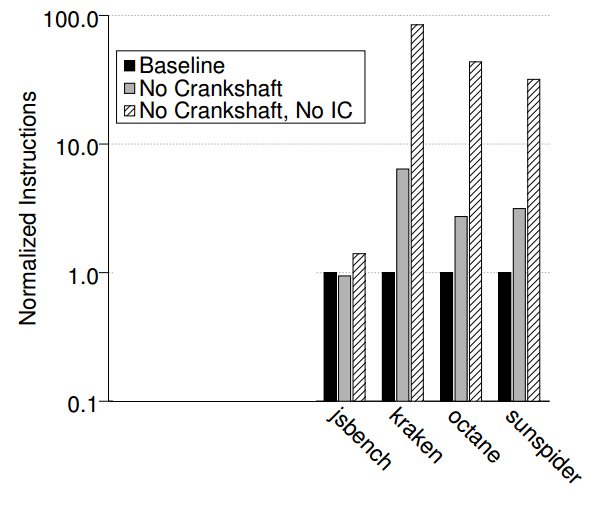 100.0
10.0
1.0
0.1
Normalized Instructions
Baseline
No Crankshaft
No Crankshaft, No IC
jsbench
kraken
octane
sunspider